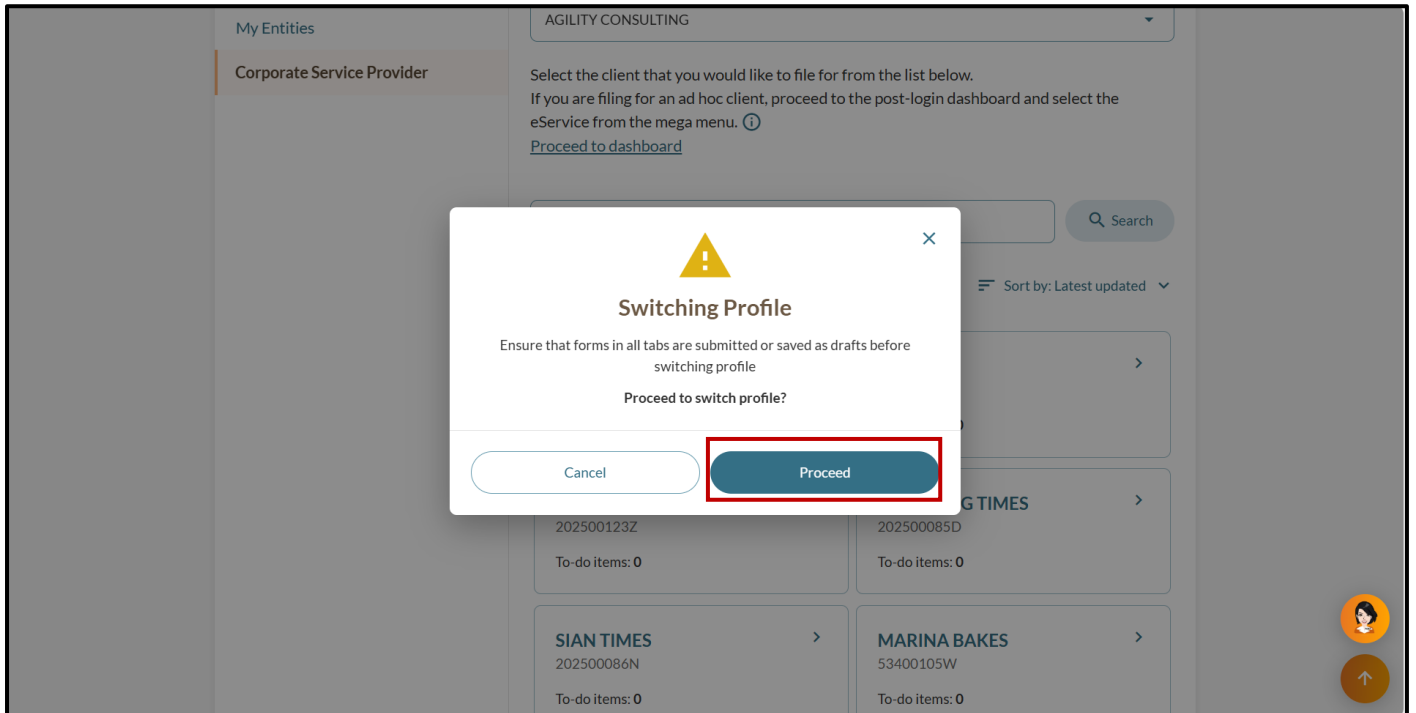 My Entities
AGILITY CONSULTING
Corporate Service Provider
Select the client that you would like to file for from the list below.
If you are filing for an ad hoc client, proceed to the post-login dashboard and select the
eService from the mega menu.
Proceed to dashboard
Search
Sort by: Latest updated
Switching Profile
Ensure that forms in all tabs are submitted or saved as drafts before
switching profile
Proceed to switch profile?
Cancel
Proceed
G TIMES
202500123Z
202500085D
To-do items: 0
To-do items: 0
SIAN TIMES
MARINA BAKES
202500086N
53400105W
To-do items: 0
To-do items: 0